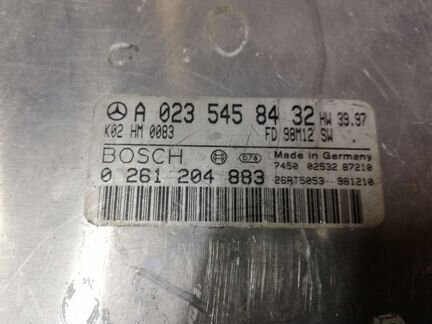 A 023 545 84 32 HW 39.97
K02 HM 0083 FD 98M12 SW .
BOSCH 678 Made in Germany
7450 02532 87210
0 261 204 883 26RT5053 981210